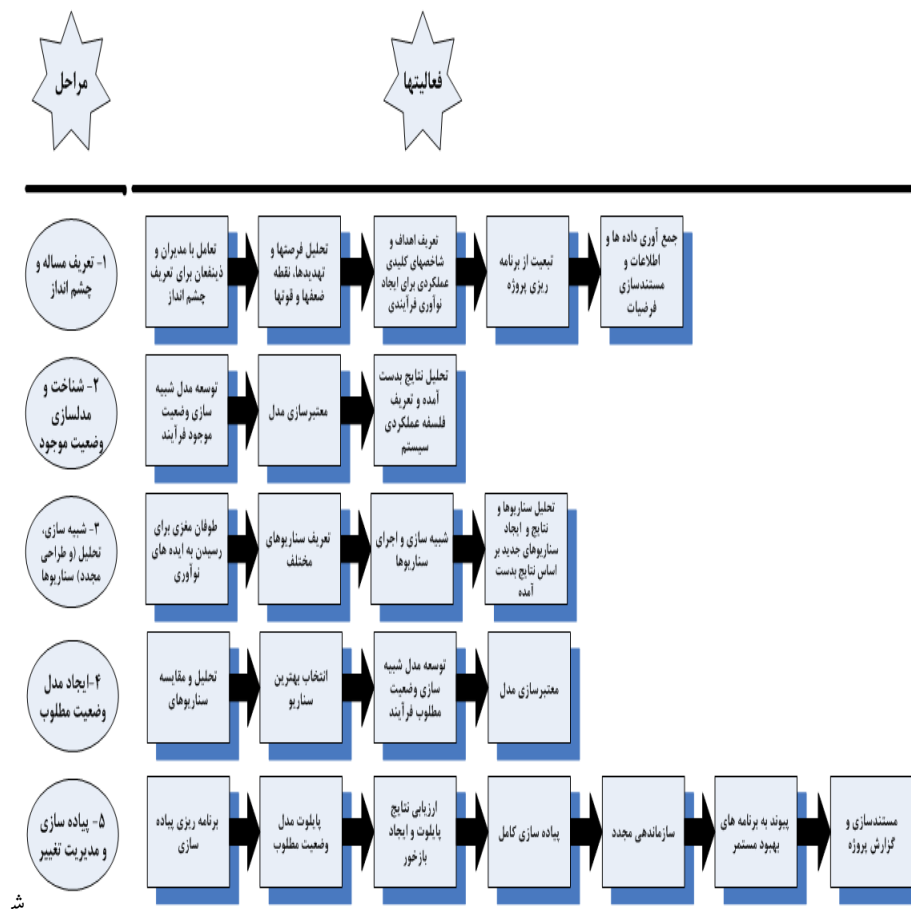 مراحل
فعالیتها
۱- تعریف مساله و
چشم انداز
تعامل با مدیران و
ذینفعان برای تعریف
چشم انداز
تحلیل فرصتها و
تهدیدها، نقطه
ضعفها و قوتها
تعریف اهداف و
شاخصهای کلیدی
عملکردی برای ایجاد
نوآوری فرآیندی
تبعیت از برنامه
ریزی پروژه
جمع آوری داده ها و
اطلاعات و
مستندسازی
فرضیات
۲- شناخت و
مدلسازی
وضعیت موجود
توسعه مدل شبیه
سازی وضعیت
موجود فرآیند
معتبرسازی مدل
تحلیل نتایج بدست
آمده و تعریف
فلسفه عملکردی
سیستم
۳- شبیه سازی،
تحلیل (و طراحی
مجدد) سناریوها
طوفان مغزی برای
رسیدن به ایده های
نوآوری
تعریف سناریوهای
مختلف
شبیه سازی و اجرای
سناریوها
تحلیل سناریوها و
نتایج و ایجاد
سناریوهای جدید بر
اساس نتایج بدست
آمده
۴-ایجاد مدل
وضعیت مطلوب
تحلیل و مقایسه
سناریوهای
انتخاب بهترین
سناریو
توسعه مدل شبیه
سازی وضعیت
مطلوب فرآیند
معتبرسازی مدل
۵- پیاده سازی
و مدیریت تغییر
برنامه ریزی پیاده
سازی
پایلوت مدل
وضعیت مطلوب
ارزیابی نتایج
پایلوت و ایجاد
بازخور
پیاده سازی کامل
سازماندهی مجدد
پیوند به برنامه های
بهبود مستمر
مستندسازی و
گزارش پروژه